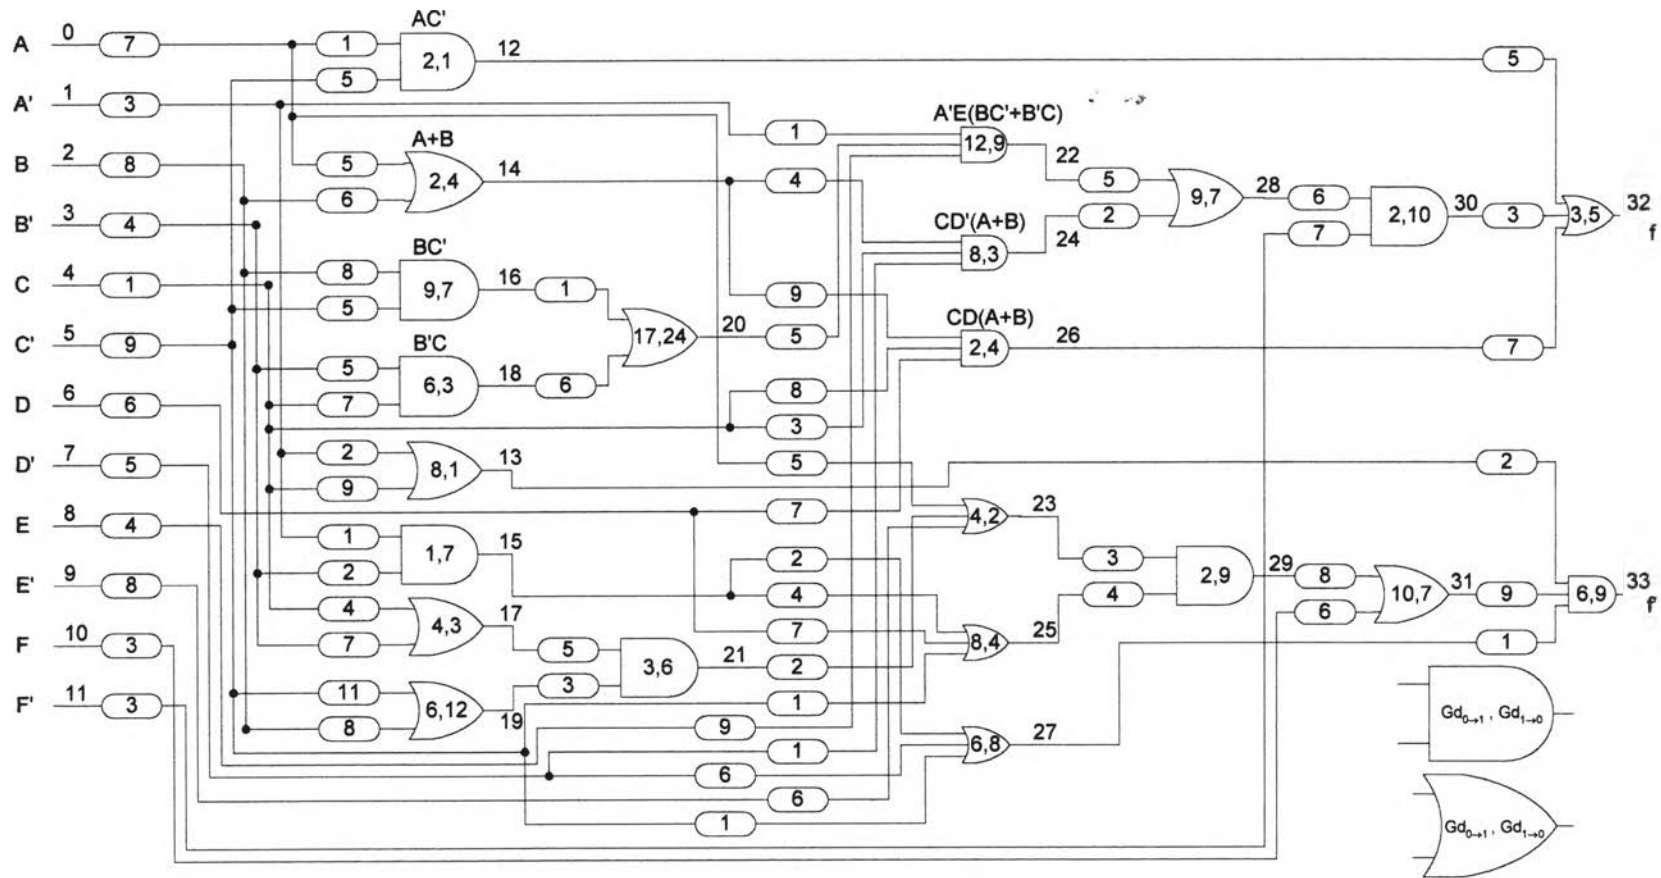 AC'
A 0 7 1 2,1 12 5
5
A' 1 3
A'E(BC'+B'C)
1 12,9 22
A+B
B 2 8 5 2,4 14 4 5 9,7 28 6 2,10 30 3 3,5 32
6
CD'(A+B)
2
24
8,3
7
f
B' 3 4
BC'
C 4 1 8 9,7 16 1
5
9
CD(A+B)
17,24 20 5 2,4 26 7
C' 5 9
B'C
5 6,3 18 6
7
8
D 6 6
3
D' 7 5 2 8,1 13 5 2
9
7 4,2 23
E 8 4 1 1,7 15
2
2 3 2,9 29 8 10,7 31 9 6,9 33
f'
E' 9 8
4 4 6
4 4,3 17 7 8,4 25 1
F 10 3 7 5 3,6 21 2
3
F' 11 3 11 6,12 19 1
8
9 6,8 27
1
6
6
1
Gd0→1 , Gd1→0
Gd0→1 , Gd1→0